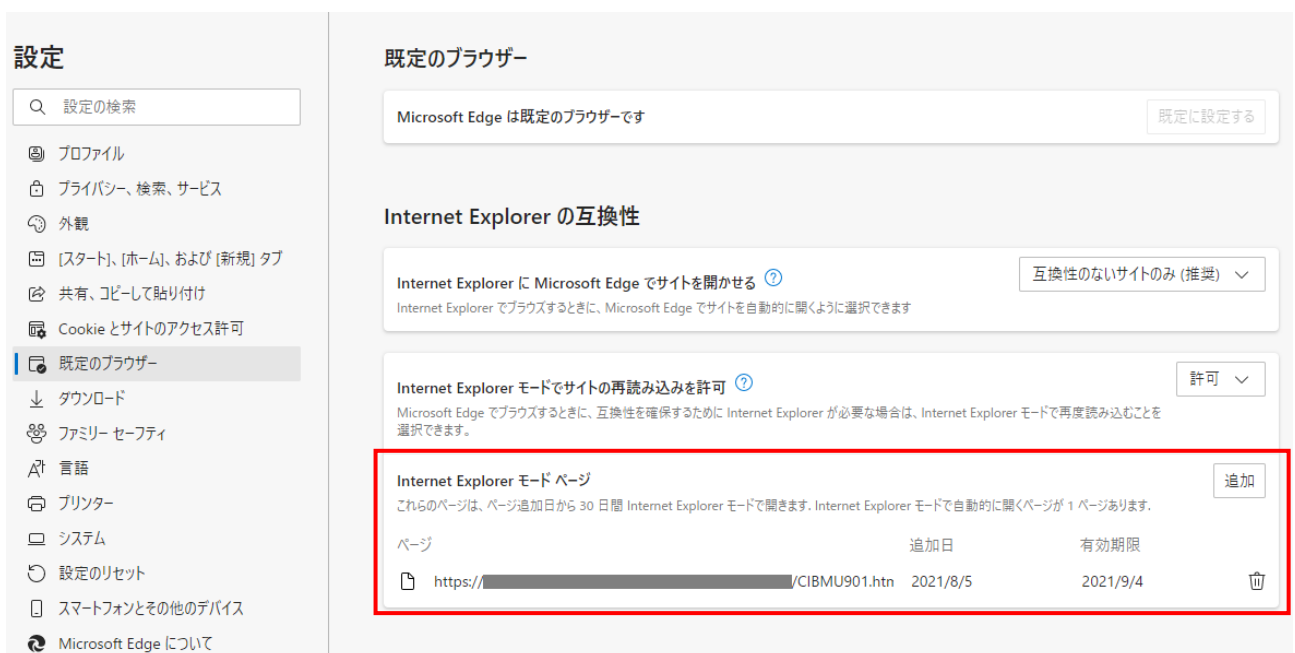 設定
設定の検索
プロファイル
プライバシー、検索、サービス
外観
[スタート]、[ホーム]、および [新規] タブ
共有、コピーして貼り付け
Cookie とサイトのアクセス許可
既定のブラウザー
ダウンロード
ファミリー セーフティ
言語
プリンター
システム
設定のリセット
スマートフォンとその他のデバイス
Microsoft Edge について
既定のブラウザー
Microsoft Edge は既定のブラウザーです
既定に設定する
Internet Explorer の互換性
Internet Explorer に Microsoft Edge でサイトを開かせる
互換性のないサイトのみ (推奨)
Internet Explorer でブラウズするときに、Microsoft Edge でサイトを自動的に開くように選択できます
Internet Explorer モードでサイトの再読み込みを許可
許可
Microsoft Edge でブラウズするときに、互換性を確保するために Internet Explorer が必要な場合は、Internet Explorer モードで再度読み込むことを
選択できます。
Internet Explorer モード ページ
追加
これらのページは、ページ追加日から 30 日間 Internet Explorer モードで開きます. Internet Explorer モードで自動的に開くページが 1 ページあります.
ページ 追加日 有効期限
https:// /CIBMU901.htn 2021/8/5 2021/9/4